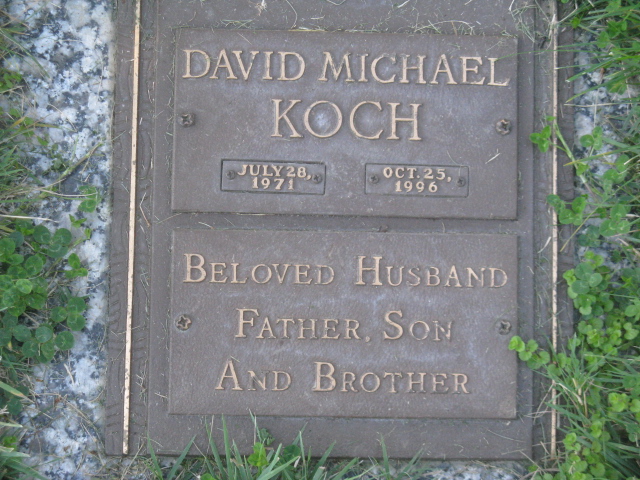 DAVID MICHAEL
KOCH
JULY 28, OCT. 25,
1971 1996
BELOVED HUSBAND
FATHER, SON
AND BROTHER